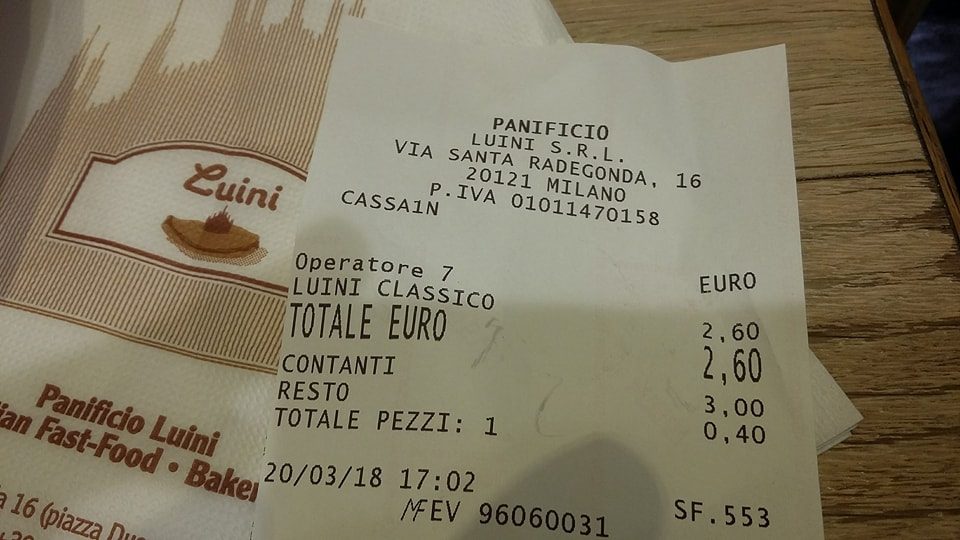 PANIFICIO
LUINI S.R.L.
VIA SANTA RADEGONDA, 16
20121 MILANO
P.IVA 01011470158
CASSA1N
EURO
Operatore 7
LUINI CLASSICO 2,60
TOTALE EURO 2,60
CONTANTI 3,00
RESTO 0,40
TOTALE PEZZI: 1
20/03/18 17:02 SF.553
MFEV 96060031
Luini
Panificio Luini
ian Fast-Food • Baker
a 16 (piazza Duo